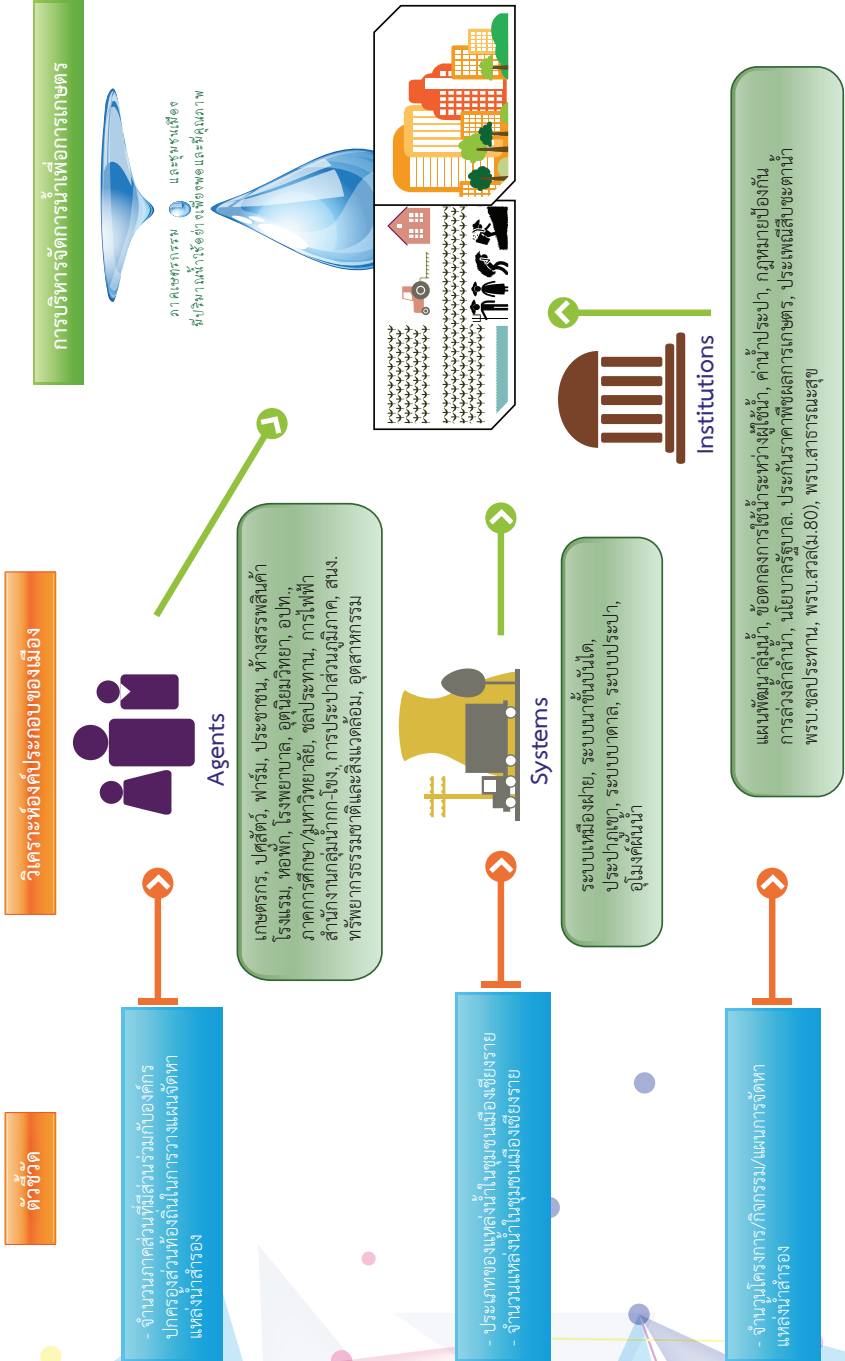 ตัวชี้วัด
วิเคราะห์องค์ประกอบของเมือง
การบริหารจัดการน้ำเพื่อการเกษตร
- จำนวนภาคส่วนที่มีส่วนร่วมกับองค์กร
ปกครองส่วนท้องถิ่นในการวางแผนจัดหา
แหล่งน้ำสำรอง
Agents
เกษตรกร, ปศุสัตว์, ฟาร์ม, ประชาชน, ห้างสรรพสินค้า
โรงแรม, หอพัก, โรงพยาบาล, อุตุนิยมวิทยา, อปท.,
ภาคการศึกษา/มหาวิทยาลัย, ชลประทาน, การไฟฟ้า
สำนักงานกลุ่มน้ำกก-โขง, การประปาส่วนภูมิภาค, สนง.
ทรัพยากรธรรมชาติและสิ่งแวดล้อม, อุตสาหกรรม
ภาคเกษตรกรรม และชุมชนเมือง
มีปริมาณน้ำใช้อย่างเพียงพอและมีคุณภาพ
- ประเภทของแหล่งน้ำในชุมชนเมืองเชียงราย
- จำนวนแหล่งน้ำในชุมชนเมืองเชียงราย
Systems
ระบบเหมืองฝาย, ระบบนาขั้นบันได,
ประปาภูเขา, ระบบบาดาล, ระบบประปา,
อุโมงค์ผันน้ำ
- จำนวนโครงการ/กิจกรรม/แผนการจัดหา
แหล่งน้ำสำรอง
Institutions
แผนพัฒน้าลุ่มน้ำ, ข้อตกลงการใช้น้ำระหว่างผู้ใช้น้ำ, ค่าน้ำประปา, กฎหมายป้องกัน
การล่วงล้ำลำน้ำ, นโยบาลรัฐบาล. ประกันราคาพืชผลการเกษตร, ประเพณีสืบชะตาน้ำ
พรบ.ชลประทาน, พรบ.สวล(ม.80), พรบ.สาธารณะสุข